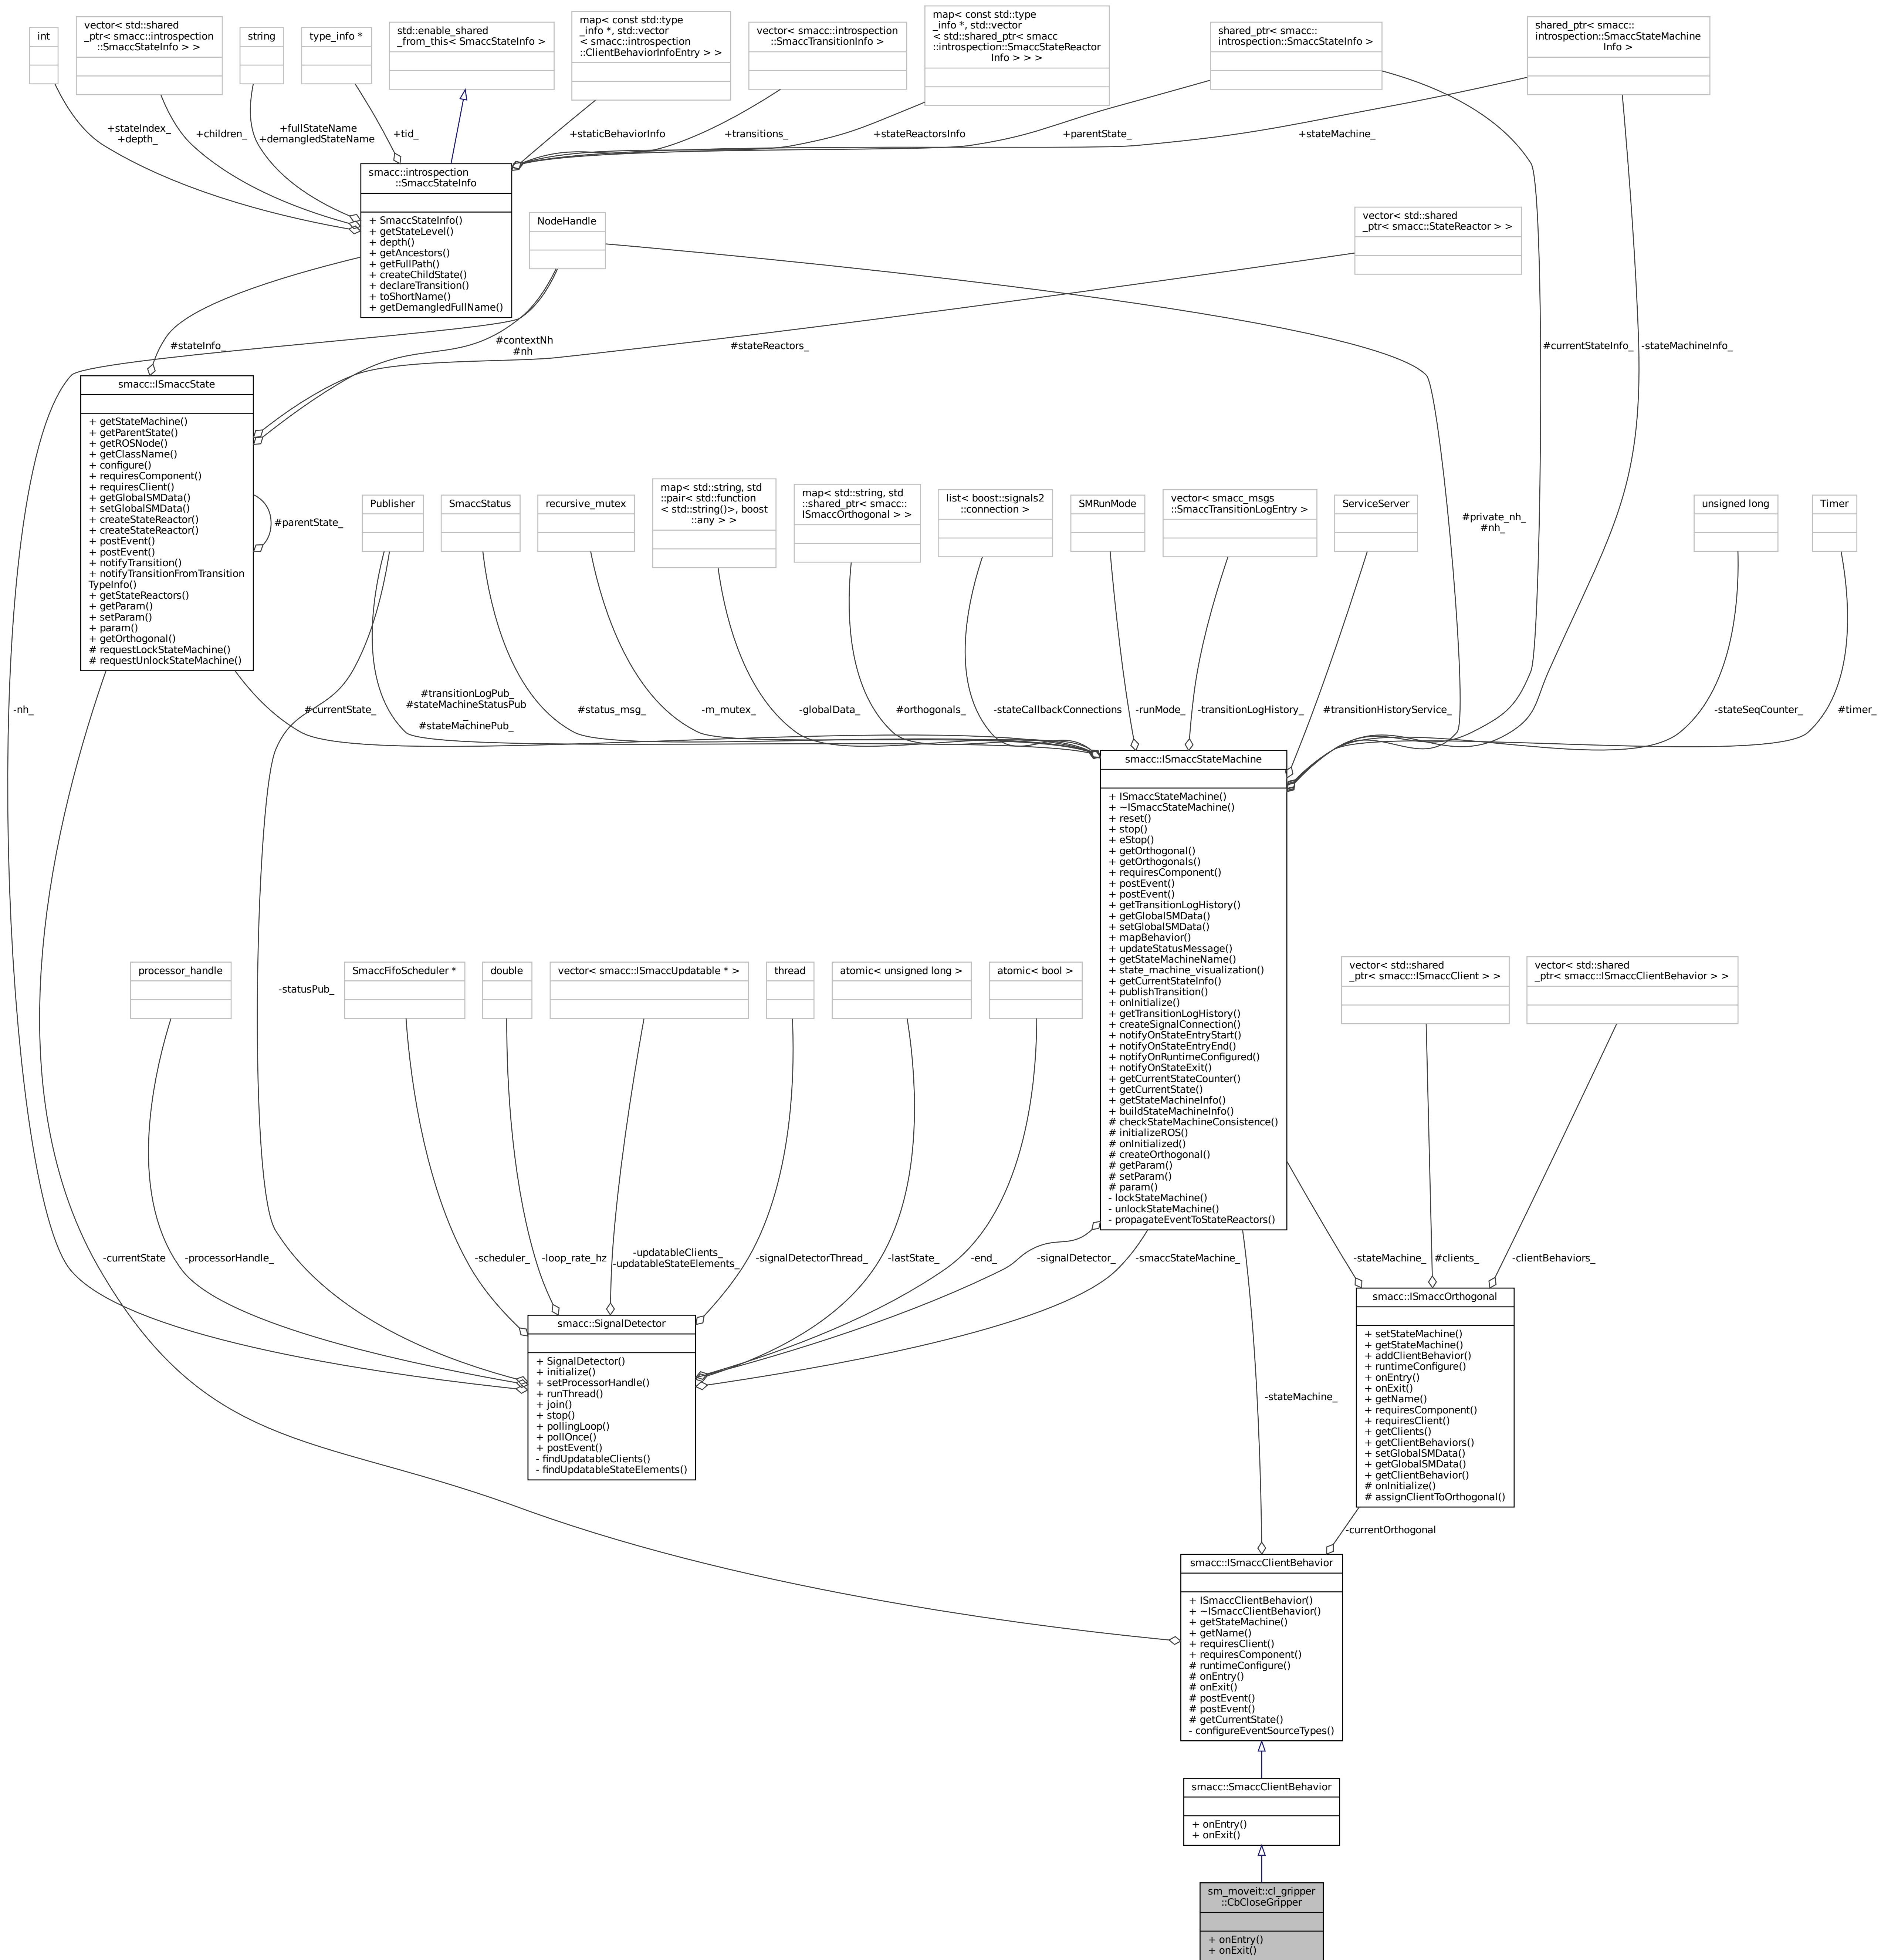 int
vector< std::shared
_ptr< smacc::introspection
::SmaccStateInfo > >
string
type_info *
std::enable_shared
_from_this< SmaccStateInfo >
map< const std::type
_info *, std::vector
< smacc::introspection
::ClientBehaviorInfoEntry > >
vector< smacc::introspection
::SmaccTransitionInfo >
map< const std::type
_info *, std::vector
< std::shared_ptr< smacc
::introspection::SmaccStateReactor
Info > > >
shared_ptr< smacc::
introspection::SmaccStateInfo >
shared_ptr< smacc::
introspection::SmaccStateMachine
Info >
+stateIndex_
+depth_
+children_
+fullStateName
+demangledStateName
+tid_
+staticBehaviorInfo
+transitions_
+stateReactorsInfo
+parentState_
+stateMachine_
smacc::introspection
::SmaccStateInfo
+ SmaccStateInfo()
+ getStateLevel()
+ depth()
+ getAncestors()
+ getFullPath()
+ createChildState()
+ declareTransition()
+ toShortName()
+ getDemangledFullName()
NodeHandle
vector< std::shared
_ptr< smacc::StateReactor > >
#stateInfo_
#contextNh
#nh
#stateReactors_
#currentStateInfo_
-stateMachineInfo_
smacc::ISmaccState
+ getStateMachine()
+ getParentState()
+ getROSNode()
+ getClassName()
+ configure()
+ requiresComponent()
+ requiresClient()
+ getGlobalSMData()
+ setGlobalSMData()
+ createStateReactor()
+ createStateReactor()
+ postEvent()
+ postEvent()
+ notifyTransition()
+ notifyTransitionFromTransition
TypeInfo()
+ getStateReactors()
+ getParam()
+ setParam()
+ param()
+ getOrthogonal()
# requestLockStateMachine()
# requestUnlockStateMachine()
#parentState_
Publisher
SmaccStatus
recursive_mutex
map< std::string, std
::pair< std::function
< std::string()>, boost
::any > >
map< std::string, std
::shared_ptr< smacc::
ISmaccOrthogonal > >
list< boost::signals2
::connection >
SMRunMode
vector< smacc_msgs
::SmaccTransitionLogEntry >
ServiceServer
#private_nh_
#nh_
unsigned long
Timer
-nh_
#currentState_
#transitionLogPub_
#stateMachineStatusPub
_
#stateMachinePub_
#status_msg_
-m_mutex_
-globalData_
#orthogonals_
-stateCallbackConnections
-runMode_
-transitionLogHistory_
#transitionHistoryService_
-stateSeqCounter_
#timer_
smacc::ISmaccStateMachine
+ ISmaccStateMachine()
+ ~ISmaccStateMachine()
+ reset()
+ stop()
+ eStop()
+ getOrthogonal()
+ getOrthogonals()
+ requiresComponent()
+ postEvent()
+ postEvent()
+ getTransitionLogHistory()
+ getGlobalSMData()
+ setGlobalSMData()
+ mapBehavior()
+ updateStatusMessage()
+ getStateMachineName()
+ state_machine_visualization()
+ getCurrentStateInfo()
+ publishTransition()
+ onInitialize()
+ getTransitionLogHistory()
+ createSignalConnection()
+ notifyOnStateEntryStart()
+ notifyOnStateEntryEnd()
+ notifyOnRuntimeConfigured()
+ notifyOnStateExit()
+ getCurrentStateCounter()
+ getCurrentState()
+ getStateMachineInfo()
+ buildStateMachineInfo()
# checkStateMachineConsistence()
# initializeROS()
# onInitialized()
# createOrthogonal()
# getParam()
# setParam()
# param()
- lockStateMachine()
- unlockStateMachine()
- propagateEventToStateReactors()
processor_handle
-statusPub_
SmaccFifoScheduler *
double
vector< smacc::ISmaccUpdatable * >
thread
atomic< unsigned long >
atomic< bool >
vector< std::shared
_ptr< smacc::ISmaccClient > >
vector< std::shared
_ptr< smacc::ISmaccClientBehavior > >
-currentState
-processorHandle_
-scheduler_
-loop_rate_hz
-updatableClients_
-updatableStateElements_
-signalDetectorThread_
-lastState_
-end_
-signalDetector_
-smaccStateMachine_
-stateMachine_
#clients_
-clientBehaviors_
smacc::SignalDetector
+ SignalDetector()
+ initialize()
+ setProcessorHandle()
+ runThread()
+ join()
+ stop()
+ pollingLoop()
+ pollOnce()
+ postEvent()
- findUpdatableClients()
- findUpdatableStateElements()
-stateMachine_
smacc::ISmaccOrthogonal
+ setStateMachine()
+ getStateMachine()
+ addClientBehavior()
+ runtimeConfigure()
+ onEntry()
+ onExit()
+ getName()
+ requiresComponent()
+ requiresClient()
+ getClients()
+ getClientBehaviors()
+ setGlobalSMData()
+ getGlobalSMData()
+ getClientBehavior()
# onInitialize()
# assignClientToOrthogonal()
-currentOrthogonal
smacc::ISmaccClientBehavior
+ ISmaccClientBehavior()
+ ~ISmaccClientBehavior()
+ getStateMachine()
+ getName()
+ requiresClient()
+ requiresComponent()
# runtimeConfigure()
# onEntry()
# onExit()
# postEvent()
# postEvent()
# getCurrentState()
- configureEventSourceTypes()
smacc::SmaccClientBehavior
+ onEntry()
+ onExit()
sm_moveit::cl_gripper
::CbCloseGripper
+ onEntry()
+ onExit()